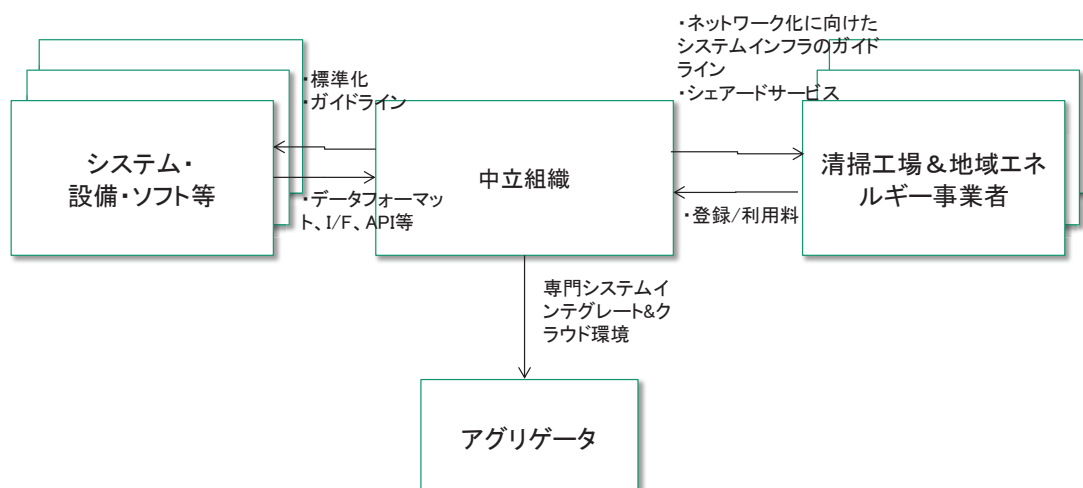 ・ネットワーク化に向けた
システムインフラのガイド
ライン
・シェアードサービス
・標準化
・ガイドライン
システム・
設備・ソフト等
中立組織
清掃工場＆地域エネ
ルギー事業者
・データフォーマッ
ト、I/F、API等
・登録/利用料
専門システムイ
ンテグレート&ク
ラウド環境
アグリゲータ